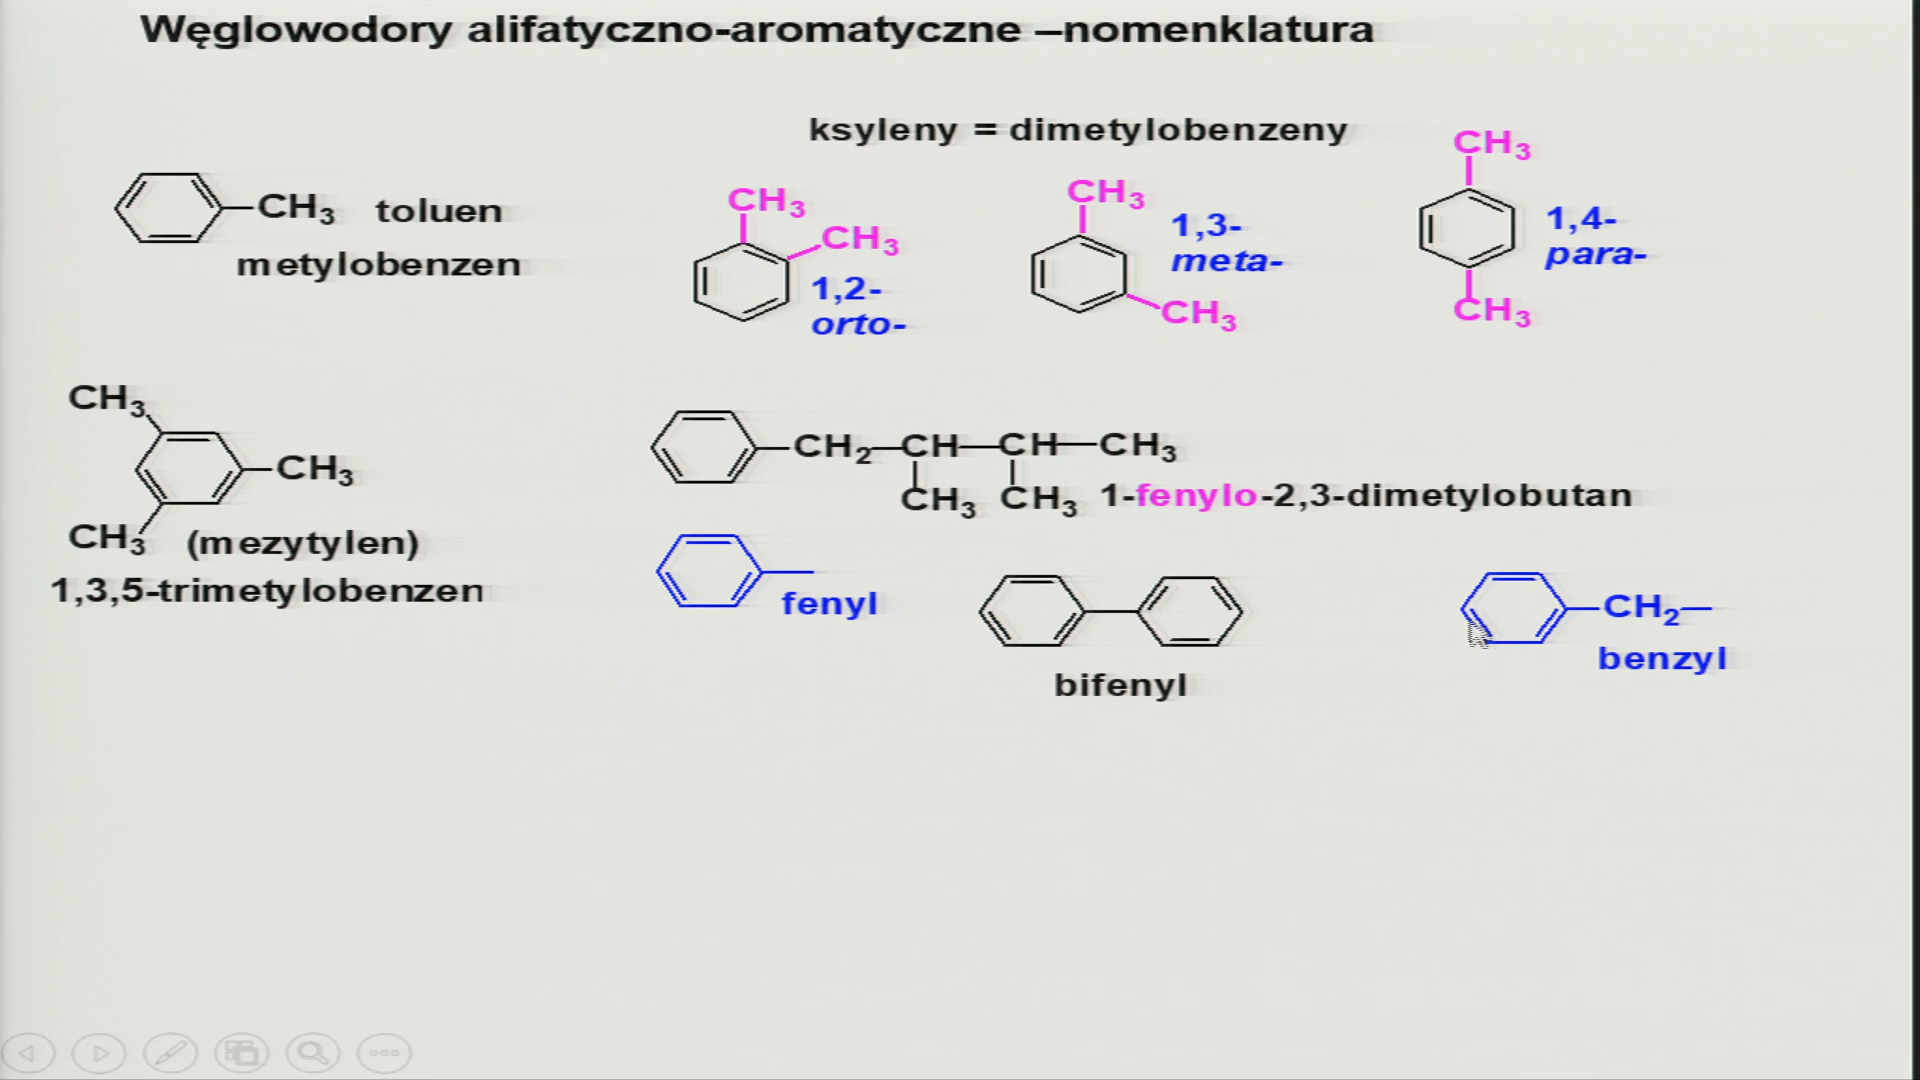 Węglowodory alifatyczno-aromatyczne –nomenklatura
ksyleny = dimetylobenzeny
CH3 toluen
metylobenzen
CH3
CH3
1,2-
orto-
CH3
1,3-
meta-
CH3
CH3
1,4-
para-
CH3
CH3
CH3
CH3 (mezytylen)
1,3,5-trimetylobenzen
CH2 CH CH CH3
CH3 CH3 1-fenylo-2,3-dimetylobutan
fenyl
bifenyl
CH2
benzyl